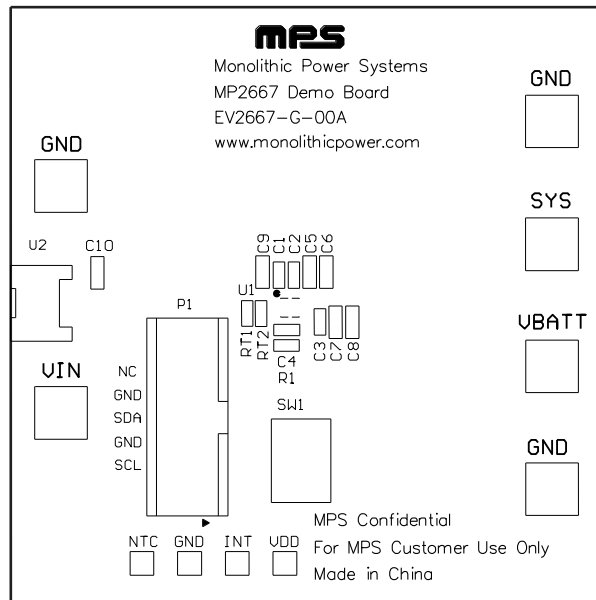 MPS
Monolithic Power Systems
MP2667 Demo Board
EV2667-G-00A
www.monolithicpower.com
GND
GND
SYS
U2
C10
C9
C1
C2
C5
C6
U1
P1
RT1
RT2
C4
R1
C3
C7
C8
VBATT
VIN
NC
GND
SDA
GND
SCL
SW1
GND
MPS Confidential
For MPS Customer Use Only
Made in China
NTC
GND
INT
VDD